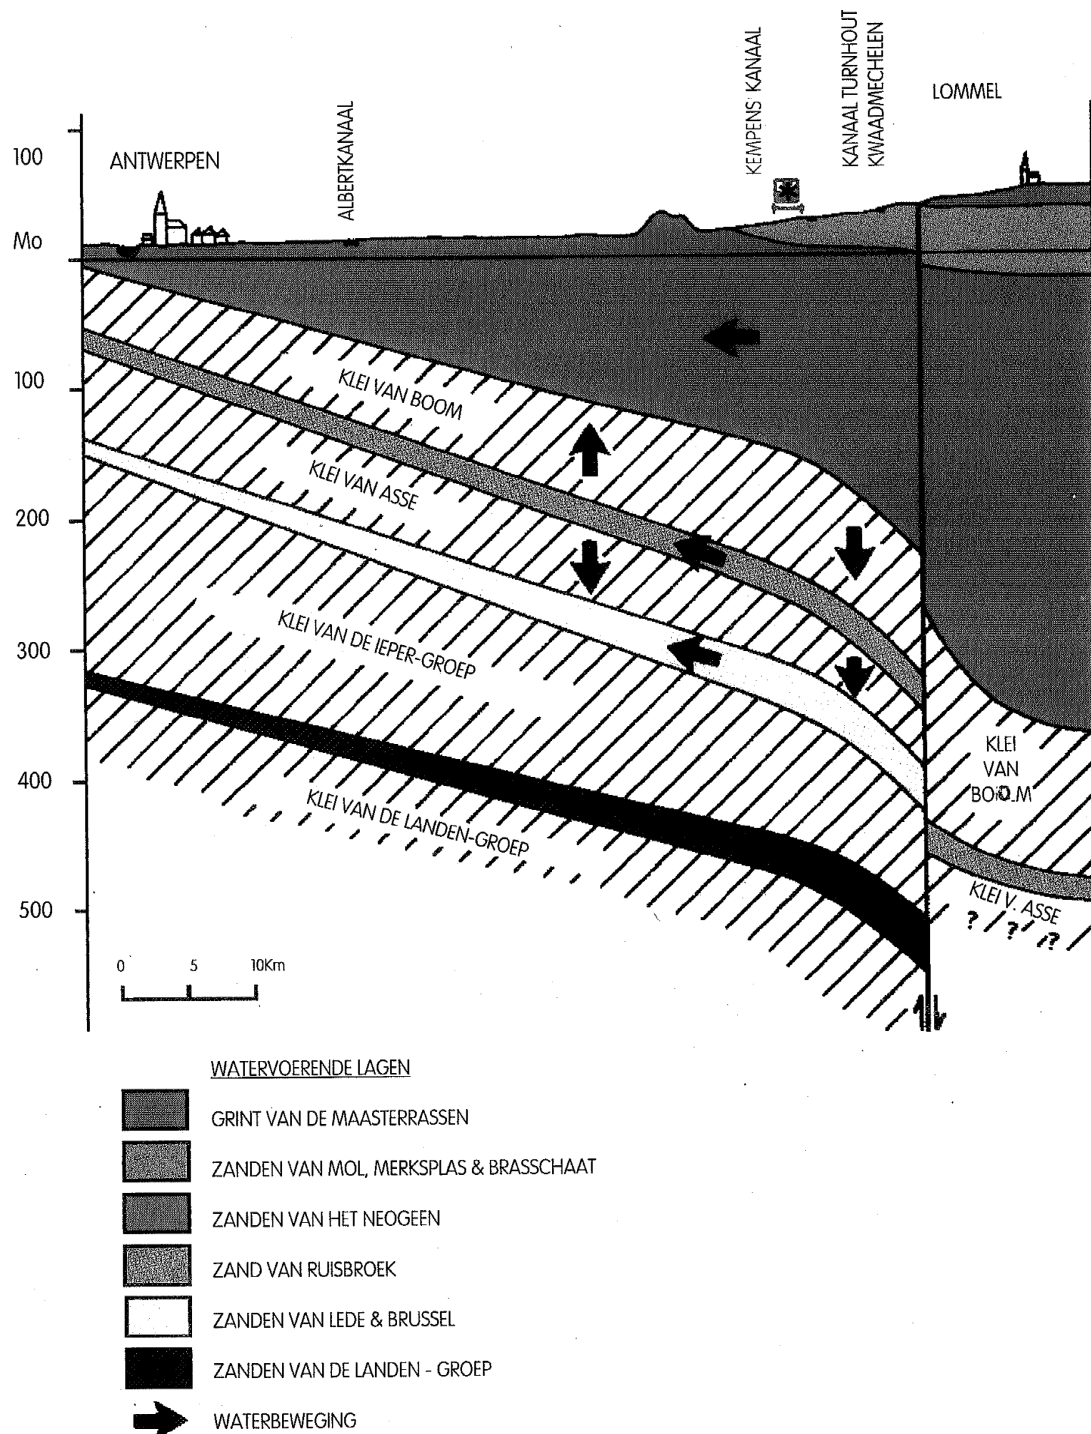 KEMPENS' KANAAL
KANAAL TURNHOUT
KWAADMECHELEN
LOMMEL
100
ANTWERPEN
ALBERTKANAAL
Mo
100
KLEI VAN BOOM
KLEI VAN ASSE
200
KLEI VAN DE IEPER-GROEP
300
KLEI
VAN
BOO.M
400
KLEI VAN DE LANDEN-GROEP
KLEI V. ASSE
? ? ?
500
0 5 10Km
WATERVOERENDE LAGEN
GRINT VAN DE MAASTERRASSEN
ZANDEN VAN MOL, MERKSPLAS & BRASSCHAAT
ZANDEN VAN HET NEOGEEN
ZAND VAN RUISBROEK
ZANDEN VAN LEDE & BRUSSEL
ZANDEN VAN DE LANDEN - GROEP
WATERBEWEGING